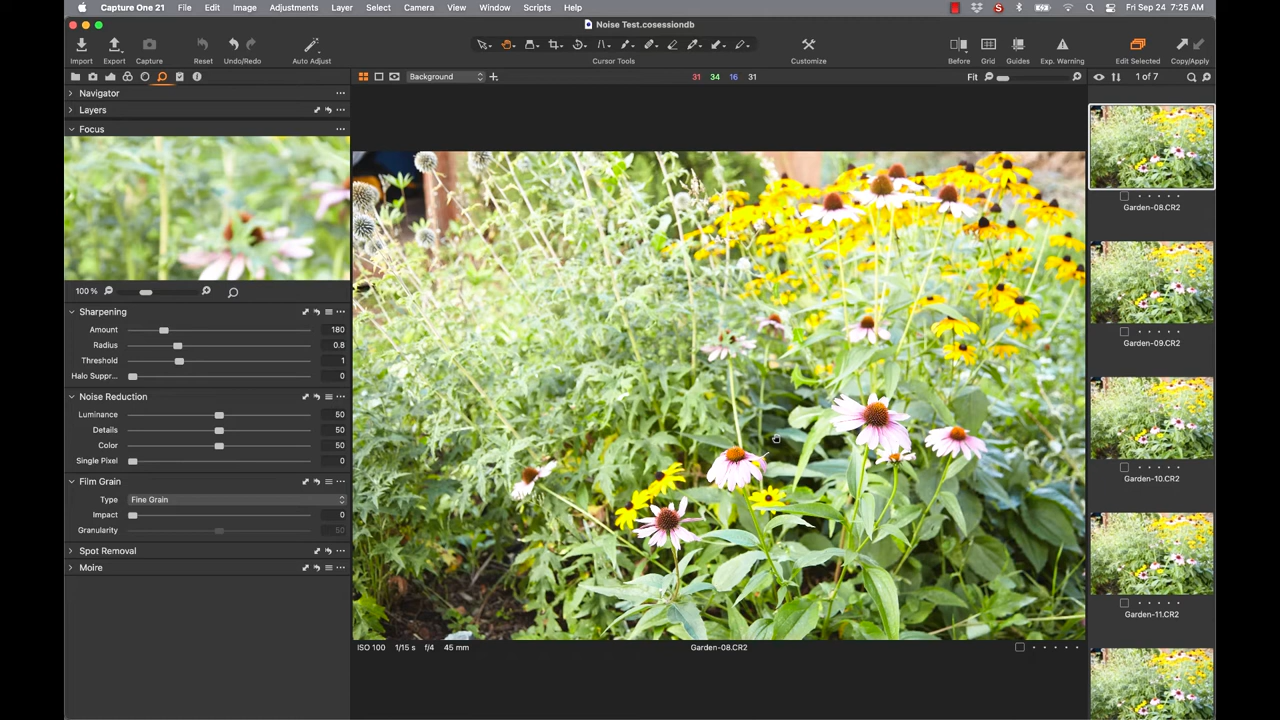 Capture One 21 File Edit Image Adjustments Layer Select Camera View Window Scripts Help Fri Sep 24 7:25 AM
Noise Test.cosessiondb
Import Export Capture Reset Undo/Redo Auto Adjust Cursor Tools Customize Before Grid Guides Exp. Warning Edit Selected Copy/Apply
Background 31 34 16 31 Fit 1 of 7
Navigator
Layers
Focus
100 %
Sharpening
Amount 180
Radius 0.8
Threshold 1
Halo Suppr... 0
Noise Reduction
Luminance 50
Details 50
Color 50
Single Pixel 0
Film Grain
Type Fine Grain
Impact 0
Granularity 50
Spot Removal
Moire
ISO 100 1/15 s f/4 45 mm Garden-08.CR2
Garden-08.CR2
Garden-09.CR2
Garden-10.CR2
Garden-11.CR2